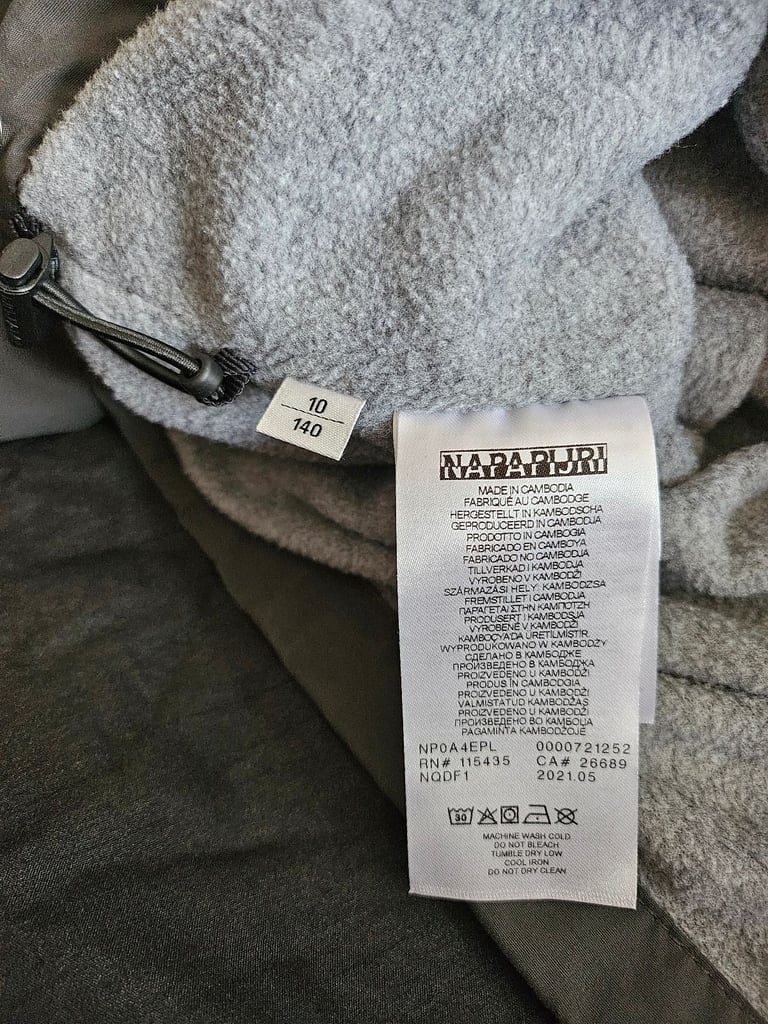 10
140
NAPAPIJRI
MADE IN CAMBODIA
FABRIQUÉ AU CAMBODGE
HERGESTELLT IN KAMBODSCHA
GEPRODUCEERD IN CAMBODJA
PRODOTTO IN CAMBOGIA
FABRICADO EN CAMBOYA
FABRICADO NO CAMBODJA
TILLVERKAD I KAMBODJA
VYROBENO V KAMBODŽI
SZÁRMAZÁSI HELY: KAMBODZSA
FREMSTILLET I CAMBODJA
ΠΑΡΑΓΕΤΑΙ ΣΤΗΝ ΚΑΜΠΟΤΖΗ
PRODUSERT I KAMBODSJA
VYROBENÉ V KAMBODŽI
KAMBOÇYA'DA ÜRETİLMİŞTİR
WYPRODUKOWANO W KAMBODŻY
СДЕЛАНО В КАМБОДЖЕ
ПРОИЗВЕДЕНО В КАМБОДЖА
PROIZVEDENO U KAMBODŽI
PRODUS ÎN CAMBODGIA
PROIZVEDENO U KAMBODŽI
VALMISTATUD KAMBODŽAS
PROIZVEDENO U KAMBODŽI
ПРОИЗВЕДЕНО ВО КАМБОЏА
PAGAMINTA KAMBODŽOJE
NP0A4EPL 0000721252
RN# 115435 CA# 26689
NQDF1 2021.05
30
MACHINE WASH COLD
DO NOT BLEACH
TUMBLE DRY LOW
COOL IRON
DO NOT DRY CLEAN